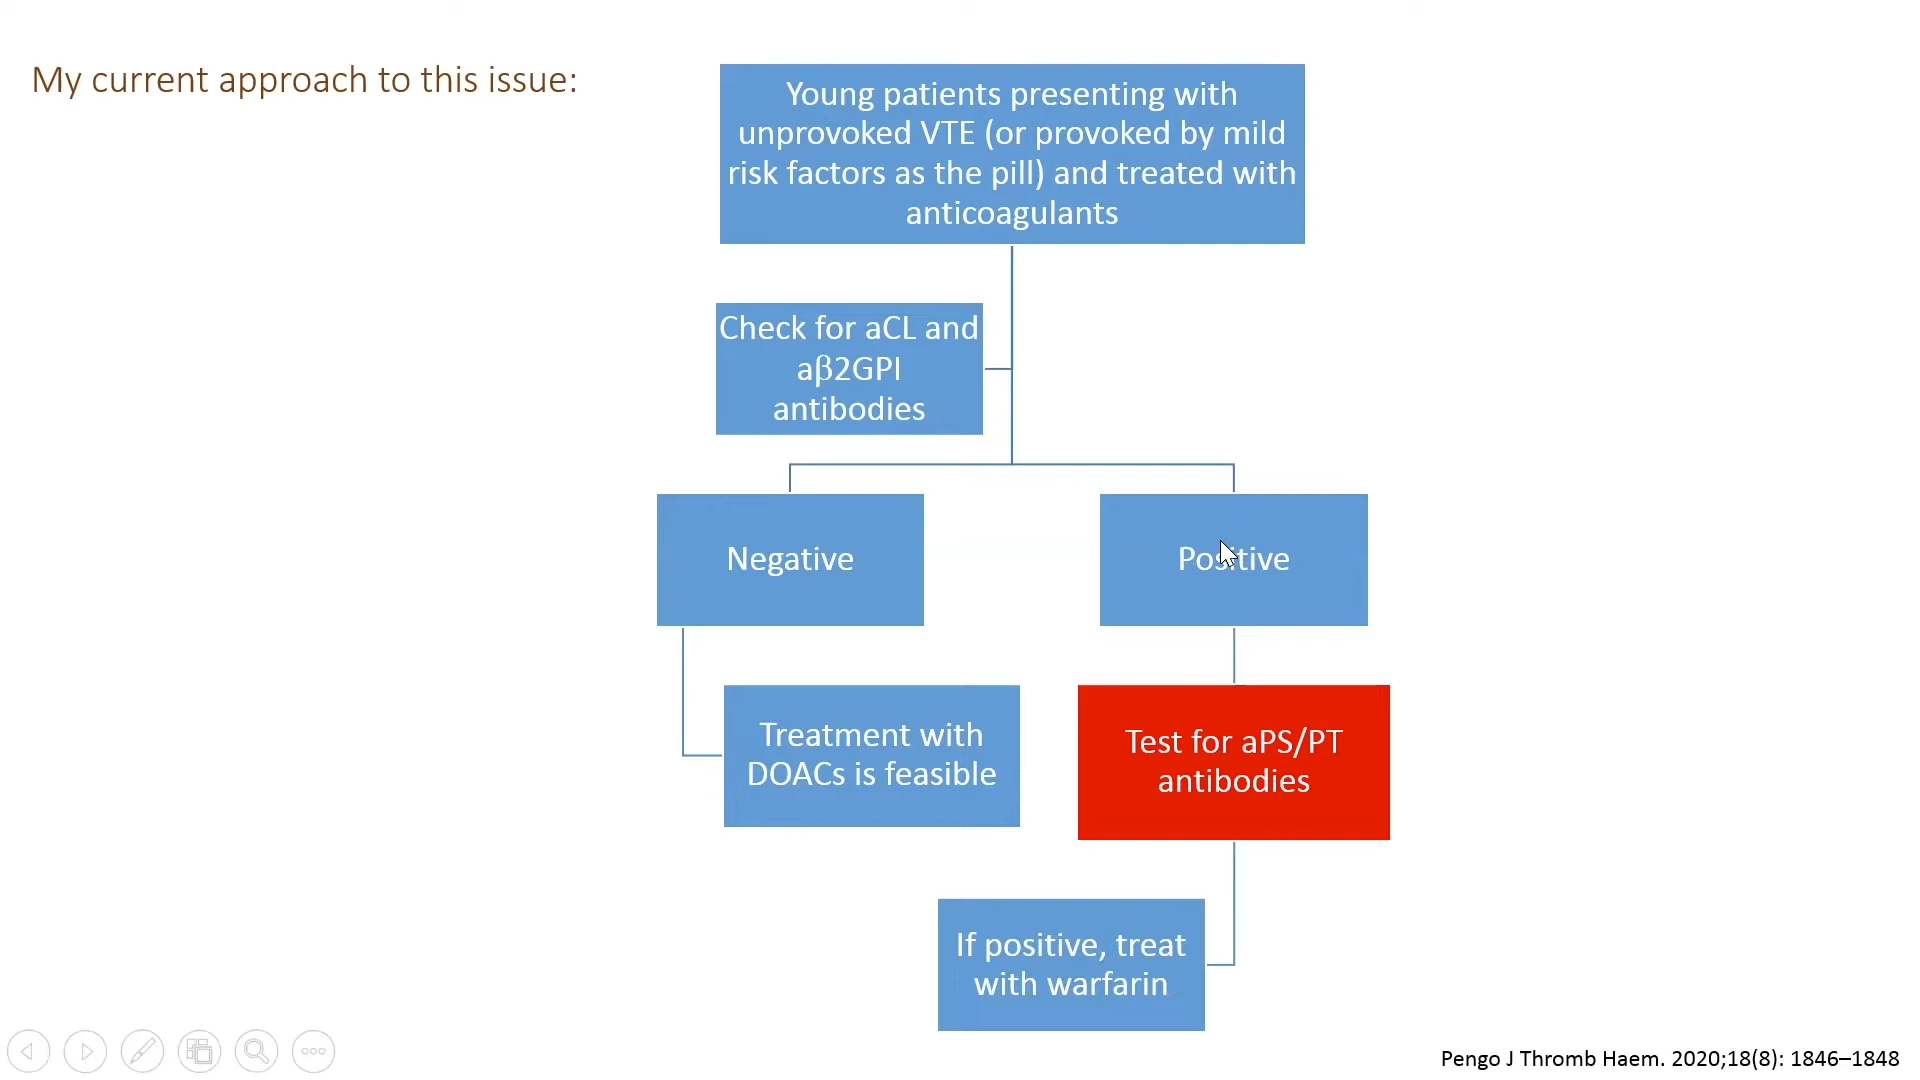 My current approach to this issue:
Young patients presenting with
unprovoked VTE (or provoked by mild
risk factors as the pill) and treated with
anticoagulants
Check for aCL and
aβ2GPI
antibodies
Negative
Positive
Treatment with
DOACs is feasible
Test for aPS/PT
antibodies
If positive, treat
with warfarin
Pengo J Thromb Haem. 2020;18(8): 1846–1848